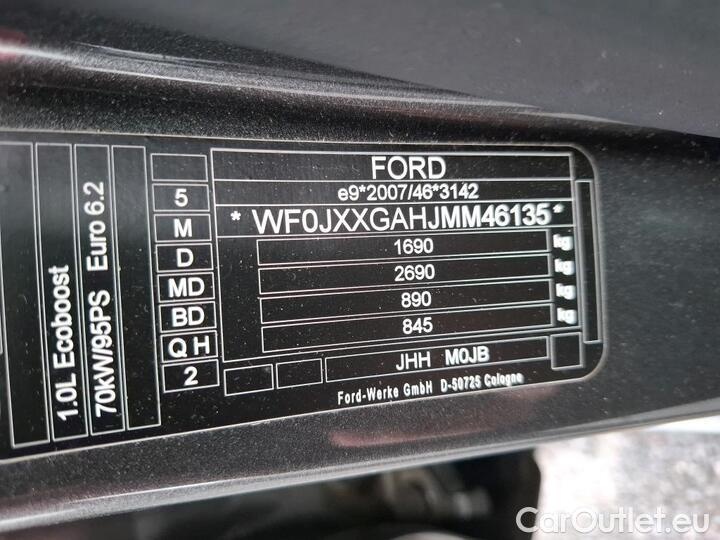 FORD
e9*2007/46*3142
* WF0JXXGAHJMM46135 *
1690 kg
2690 kg
890 kg
845 kg
JHH M0JB
Ford-Werke GmbH D-50725 Cologne
5
M
D
MD
BD
Q H
2
1.0L Ecoboost
70kW/95PS Euro 6.2
CarOutlet.eu